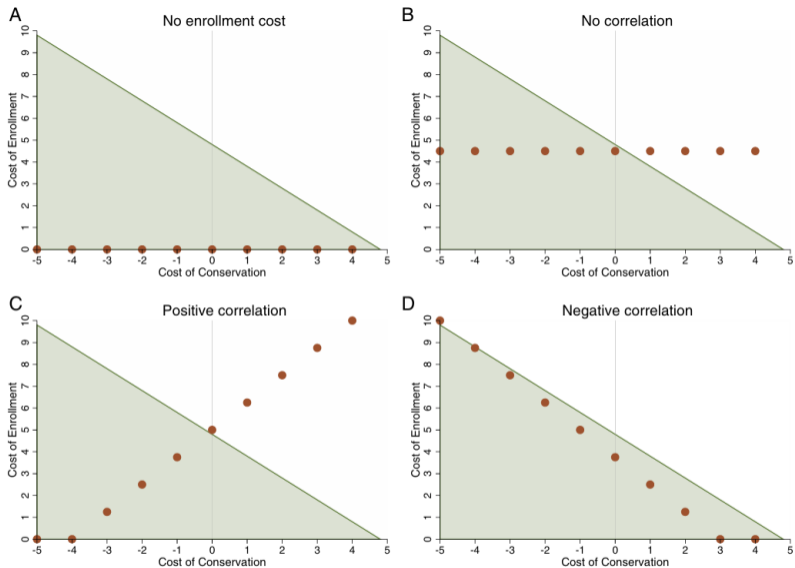 A
No enrollment cost
Cost of Enrollment
0 1 2 3 4 5 6 7 8 9 10
-5 -4 -3 -2 -1 0 1 2 3 4 5
Cost of Conservation
B
No correlation
Cost of Enrollment
0 1 2 3 4 5 6 7 8 9 10
-5 -4 -3 -2 -1 0 1 2 3 4 5
Cost of Conservation
C
Positive correlation
Cost of Enrollment
0 1 2 3 4 5 6 7 8 9 10
-5 -4 -3 -2 -1 0 1 2 3 4 5
Cost of Conservation
D
Negative correlation
Cost of Enrollment
0 1 2 3 4 5 6 7 8 9 10
-5 -4 -3 -2 -1 0 1 2 3 4 5
Cost of Conservation